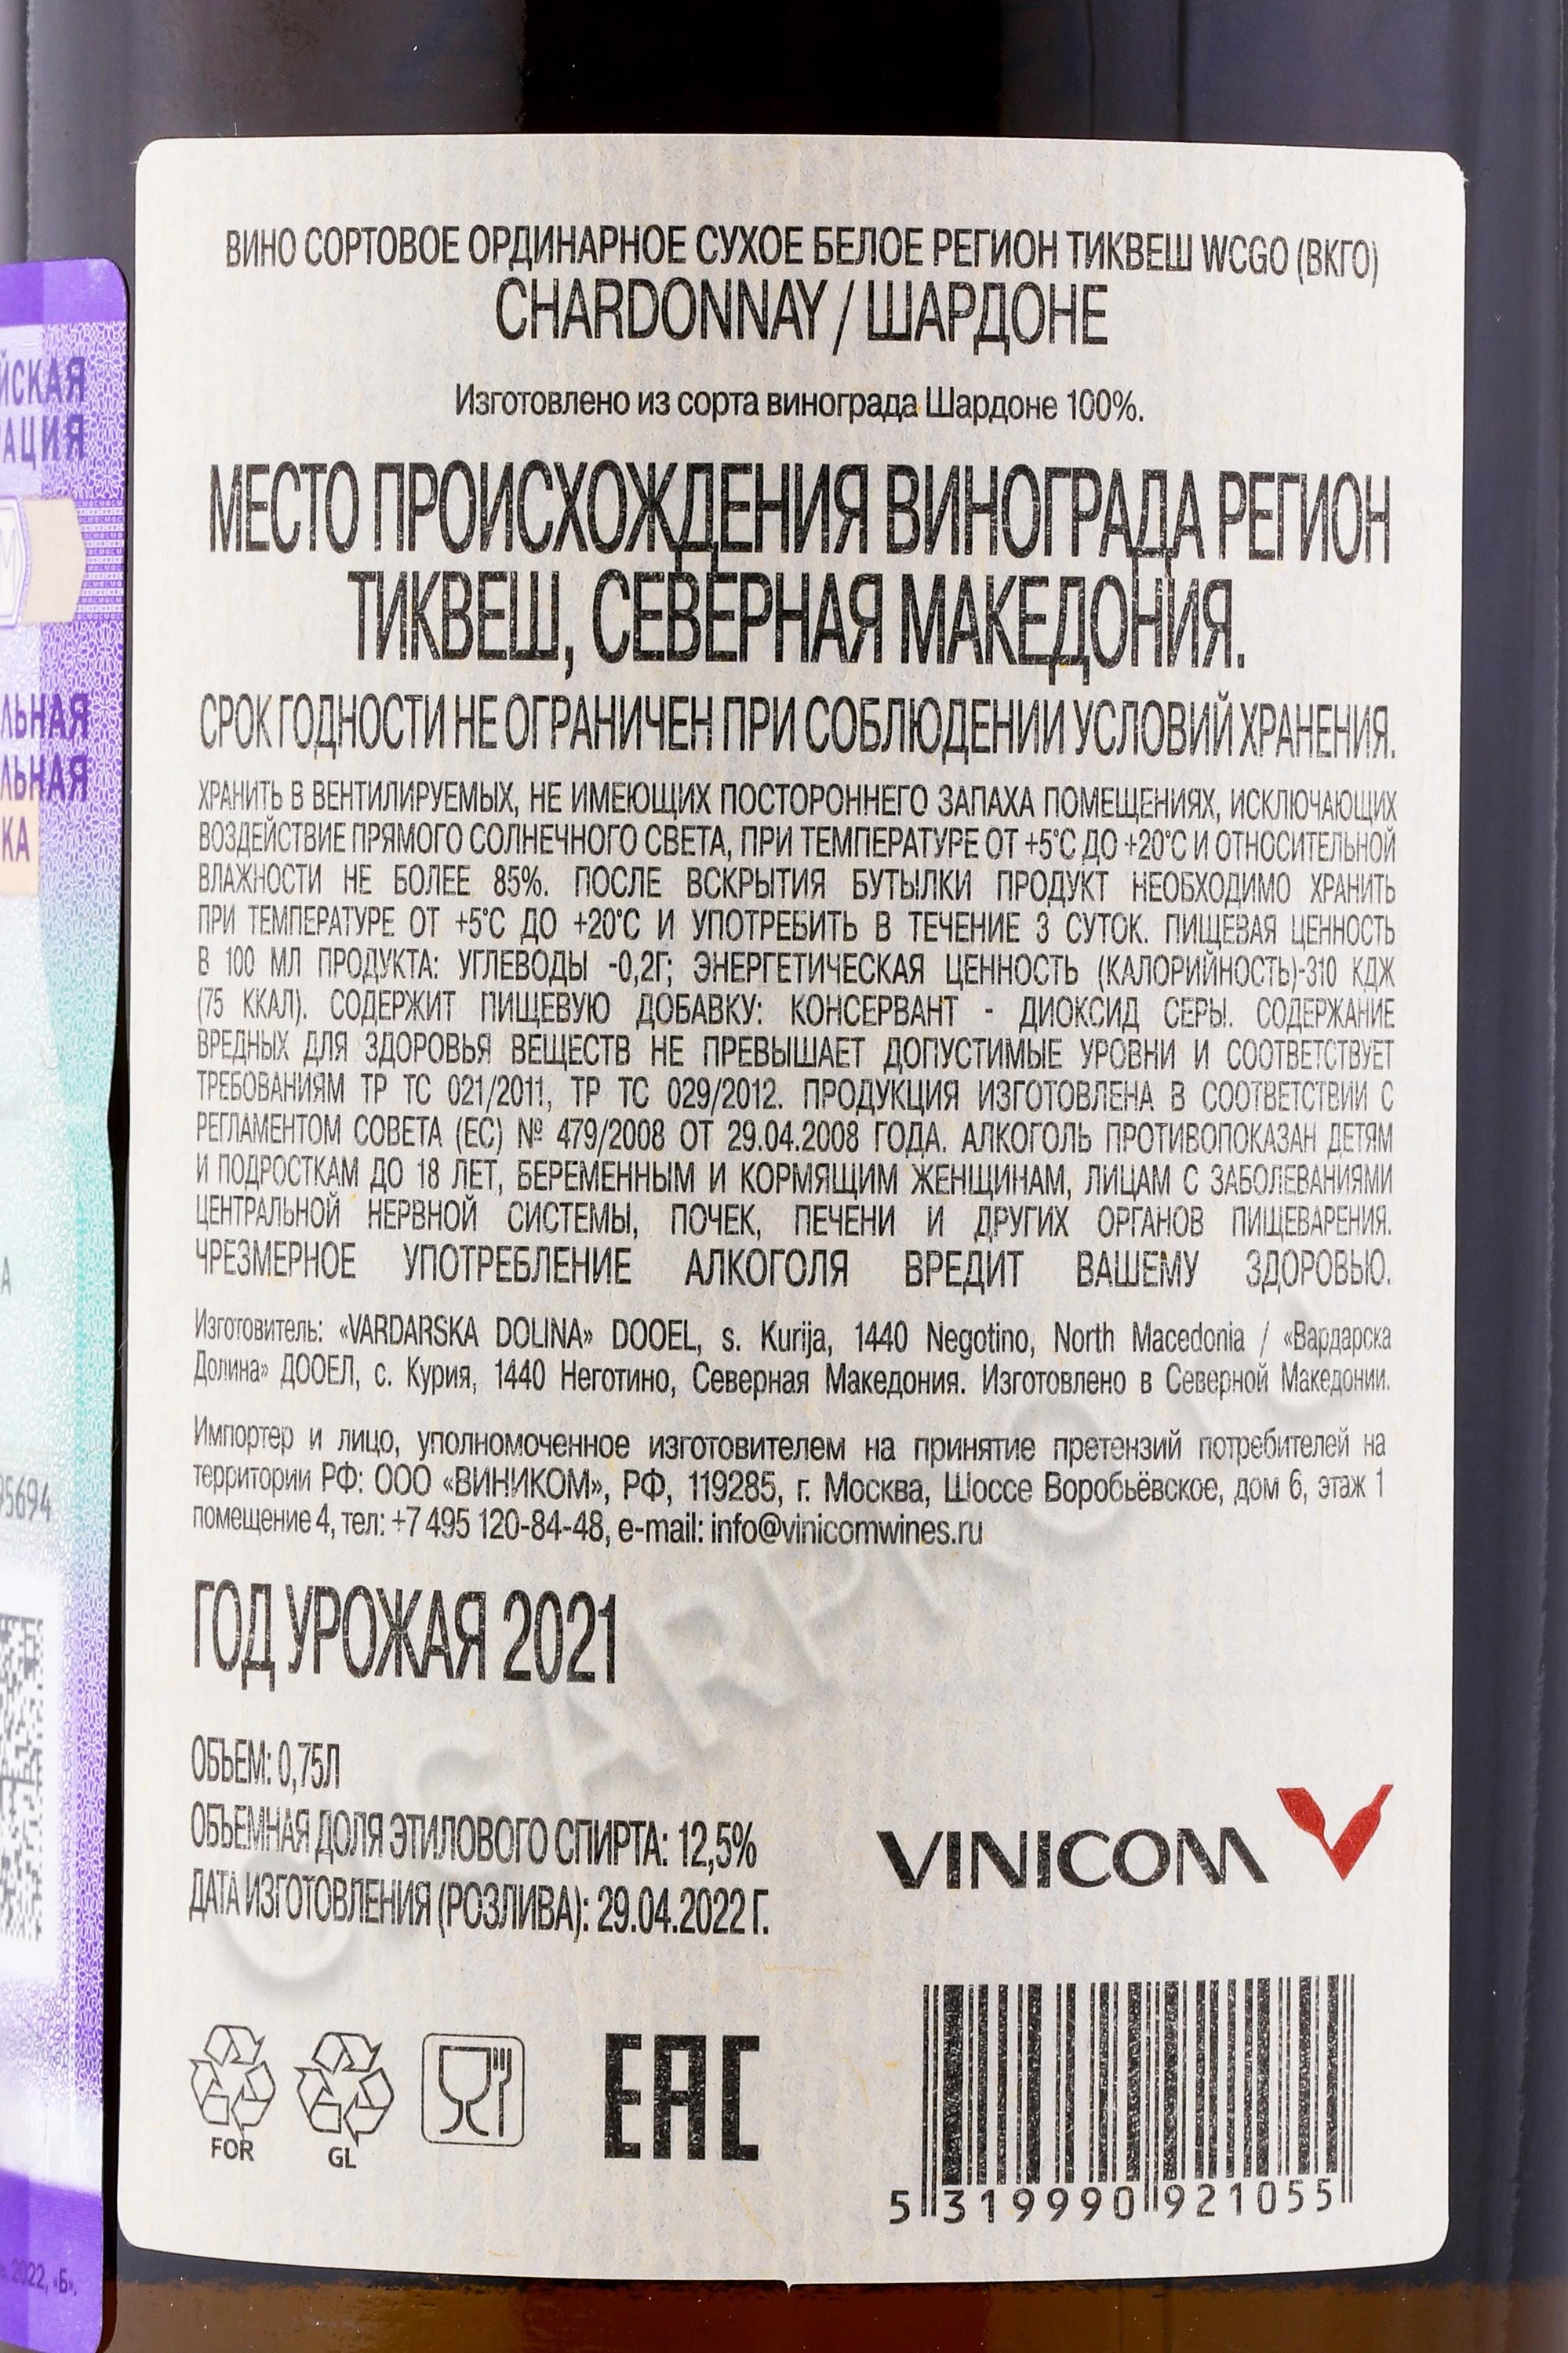 ЙСКАЯ
АЦИЯ
ЛЬНАЯ
ЛЬНАЯ
КА
95694
2022, «Б».
ВИНО СОРТОВОЕ ОРДИНАРНОЕ СУХОЕ БЕЛОЕ РЕГИОН ТИКВЕШ WCGO (ВКГО)
CHARDONNAY / ШАРДОНЕ
Изготовлено из сорта винограда Шардоне 100%.
МЕСТО ПРОИСХОЖДЕНИЯ ВИНОГРАДА РЕГИОН
ТИКВЕШ, СЕВЕРНАЯ МАКЕДОНИЯ.
СРОК ГОДНОСТИ НЕ ОГРАНИЧЕН ПРИ СОБЛЮДЕНИИ УСЛОВИЙ ХРАНЕНИЯ.
ХРАНИТЬ В ВЕНТИЛИРУЕМЫХ, НЕ ИМЕЮЩИХ ПОСТОРОННЕГО ЗАПАХА ПОМЕЩЕНИЯХ, ИСКЛЮЧАЮЩИХ
ВОЗДЕЙСТВИЕ ПРЯМОГО СОЛНЕЧНОГО СВЕТА, ПРИ ТЕМПЕРАТУРЕ ОТ +5°С ДО +20°С И ОТНОСИТЕЛЬНОЙ
ВЛАЖНОСТИ НЕ БОЛЕЕ 85%. ПОСЛЕ ВСКРЫТИЯ БУТЫЛКИ ПРОДУКТ НЕОБХОДИМО ХРАНИТЬ
ПРИ ТЕМПЕРАТУРЕ ОТ +5°С ДО +20°С И УПОТРЕБИТЬ В ТЕЧЕНИЕ 3 СУТОК. ПИЩЕВАЯ ЦЕННОСТЬ
В 100 МЛ ПРОДУКТА: УГЛЕВОДЫ -0,2Г; ЭНЕРГЕТИЧЕСКАЯ ЦЕННОСТЬ (КАЛОРИЙНОСТЬ)-310 КДЖ
(75 ККАЛ). СОДЕРЖИТ ПИЩЕВУЮ ДОБАВКУ: КОНСЕРВАНТ - ДИОКСИД СЕРЫ. СОДЕРЖАНИЕ
ВРЕДНЫХ ДЛЯ ЗДОРОВЬЯ ВЕЩЕСТВ НЕ ПРЕВЫШАЕТ ДОПУСТИМЫЕ УРОВНИ И СООТВЕТСТВУЕТ
ТРЕБОВАНИЯМ ТР ТС 021/2011, ТР ТС 029/2012. ПРОДУКЦИЯ ИЗГОТОВЛЕНА В СООТВЕТСТВИИ С
РЕГЛАМЕНТОМ СОВЕТА (ЕС) № 479/2008 ОТ 29.04.2008 ГОДА. АЛКОГОЛЬ ПРОТИВОПОКАЗАН ДЕТЯМ
И ПОДРОСТКАМ ДО 18 ЛЕТ, БЕРЕМЕННЫМ И КОРМЯЩИМ ЖЕНЩИНАМ, ЛИЦАМ С ЗАБОЛЕВАНИЯМИ
ЦЕНТРАЛЬНОЙ НЕРВНОЙ СИСТЕМЫ, ПОЧЕК, ПЕЧЕНИ И ДРУГИХ ОРГАНОВ ПИЩЕВАРЕНИЯ.
ЧРЕЗМЕРНОЕ УПОТРЕБЛЕНИЕ АЛКОГОЛЯ ВРЕДИТ ВАШЕМУ ЗДОРОВЬЮ.
Изготовитель: «VARDARSKA DOLINA» DOOEL, s. Kurija, 1440 Negotino, North Macedonia / «Вардарска
Долина» ДООЕЛ, с. Курия, 1440 Неготино, Северная Македония. Изготовлено в Северной Македонии.
Импортер и лицо, уполномоченное изготовителем на принятие претензий потребителей на
территории РФ: ООО «ВИНИКОМ», РФ, 119285, г. Москва, Шоссе Воробьёвское, дом 6, этаж 1
помещение 4, тел: +7 495 120-84-48, e-mail: info@vinicomwines.ru
ГОД УРОЖАЯ 2021
ОБЪЕМ: 0,75Л
ОБЪЕМНАЯ ДОЛЯ ЭТИЛОВОГО СПИРТА: 12,5%
ДАТА ИЗГОТОВЛЕНИЯ (РОЗЛИВА): 29.04.2022 Г.
VINICOM
FOR
GL
EAC
5 319990 921055